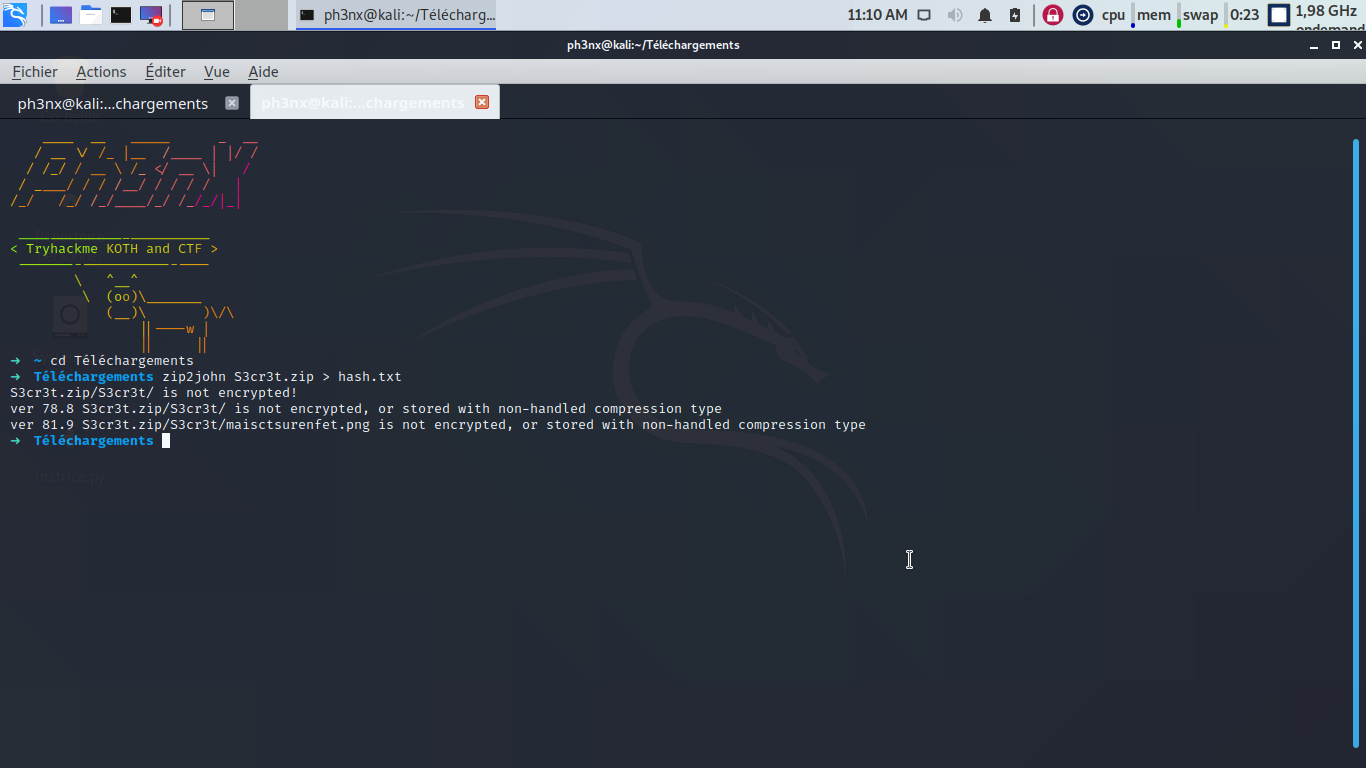 ph3nx@kali:~/Télécharg...
11:10 AM
cpu
mem
swap
0:23
1,98 GHz
ondemand
ph3nx@kali:~/Téléchargements
Fichier Actions Éditer Vue Aide
ph3nx@kali:...chargements
ph3nx@kali:...chargements
< Tryhackme KOTH and CTF >
\ ^__^
\ (oo)\_______
(__)\ )\/\
||----w |
|| ||
➜ ~ cd Téléchargements
➜ Téléchargements zip2john S3cr3t.zip > hash.txt
S3cr3t.zip/S3cr3t/ is not encrypted!
ver 78.8 S3cr3t.zip/S3cr3t/ is not encrypted, or stored with non-handled compression type
ver 81.9 S3cr3t.zip/S3cr3t/maisctsurenfet.png is not encrypted, or stored with non-handled compression type
➜ Téléchargements
matrice.py